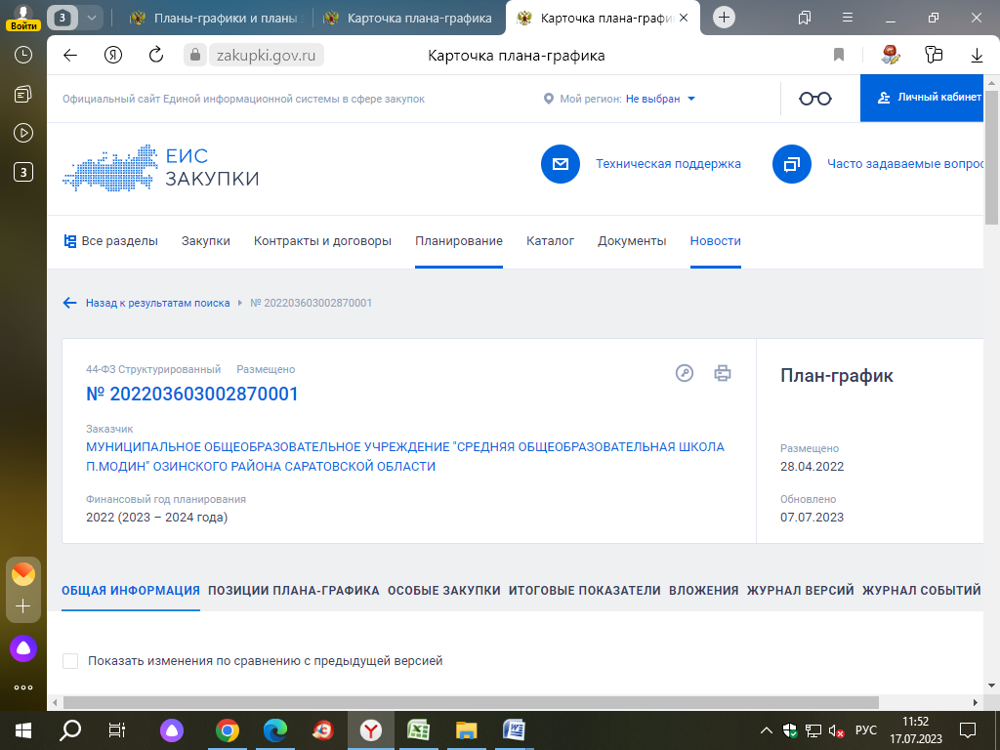 Войти
3
Планы-графики и планы
Карточка плана-графика
Карточка плана-графи
zakupki.gov.ru
Карточка плана-графика
Официальный сайт Единой информационной системы в сфере закупок
Мой регион: Не выбран
Личный кабинет
ЕИС
ЗАКУПКИ
Техническая поддержка
Часто задаваемые вопрос
3
Все разделы
Закупки
Контракты и договоры
Планирование
Каталог
Документы
Новости
Назад к результатам поиска
№ 202203603002870001
44-ФЗ Структурированный
Размещено
№ 202203603002870001
Заказчик
МУНИЦИПАЛЬНОЕ ОБЩЕОБРАЗОВАТЕЛЬНОЕ УЧРЕЖДЕНИЕ "СРЕДНЯЯ ОБЩЕОБРАЗОВАТЕЛЬНАЯ ШКОЛА
П.МОДИН" ОЗИНСКОГО РАЙОНА САРАТОВСКОЙ ОБЛАСТИ
Финансовый год планирования
2022 (2023 – 2024 года)
План-график
Размещено
28.04.2022
Обновлено
07.07.2023
ОБЩАЯ ИНФОРМАЦИЯ
ПОЗИЦИИ ПЛАНА-ГРАФИКА
ОСОБЫЕ ЗАКУПКИ
ИТОГОВЫЕ ПОКАЗАТЕЛИ
ВЛОЖЕНИЯ
ЖУРНАЛ ВЕРСИЙ
ЖУРНАЛ СОБЫТИЙ
Показать изменения по сравнению с предыдущей версией
РУС
11:52
17.07.2023